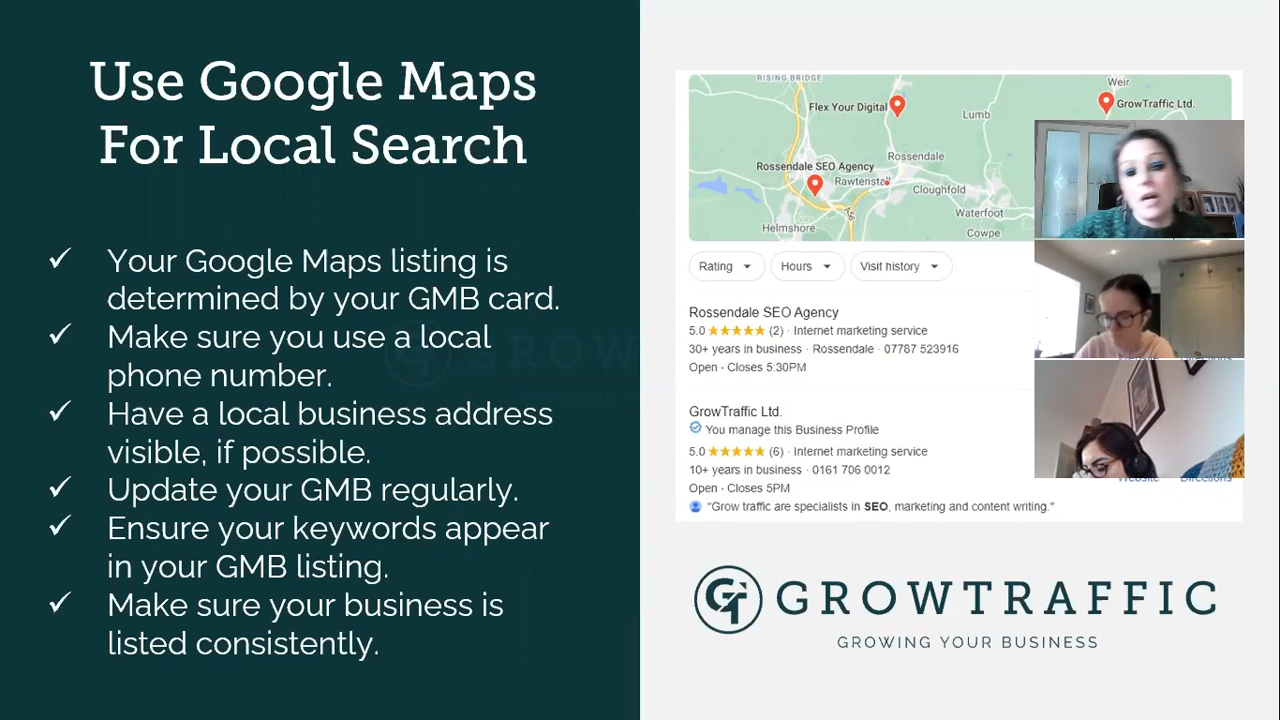 Use Google Maps
For Local Search
✓ Your Google Maps listing is
determined by your GMB card.
✓ Make sure you use a local
phone number.
✓ Have a local business address
visible, if possible.
✓ Update your GMB regularly.
✓ Ensure your keywords appear
in your GMB listing.
✓ Make sure your business is
listed consistently.
RISING BRIDGE
Weir
Flex Your Digital
GrowTraffic Ltd.
Lumb
Rossendale
Rossendale SEO Agency
Rawtenstall
Cloughfold
A56
Waterfoot
Helmshore
Cowpe
Rating
Hours
Visit history
Rossendale SEO Agency
5.0 ★★★★★ (2) · Internet marketing service
30+ years in business · Rossendale · 07787 523916
Open · Closes 5:30PM
GrowTraffic Ltd.
You manage this Business Profile
5.0 ★★★★★ (6) · Internet marketing service
10+ years in business · 0161 706 0012
Open · Closes 5PM
Website Directions
"Grow traffic are specialists in SEO, marketing and content writing."
GT GROWTRAFFIC
GROWING YOUR BUSINESS